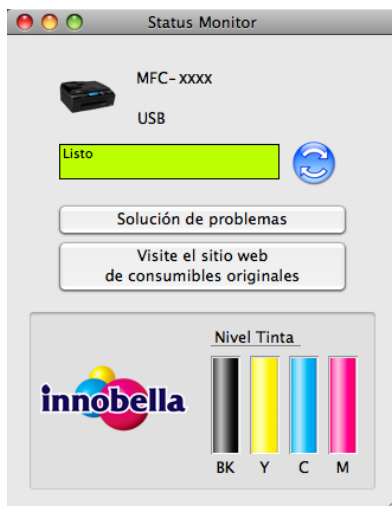 Status Monitor
MFC- xxxx
USB
Listo
Solución de problemas
Visite el sitio web
de consumibles originales
Nivel Tinta
innobella
BK Y C M